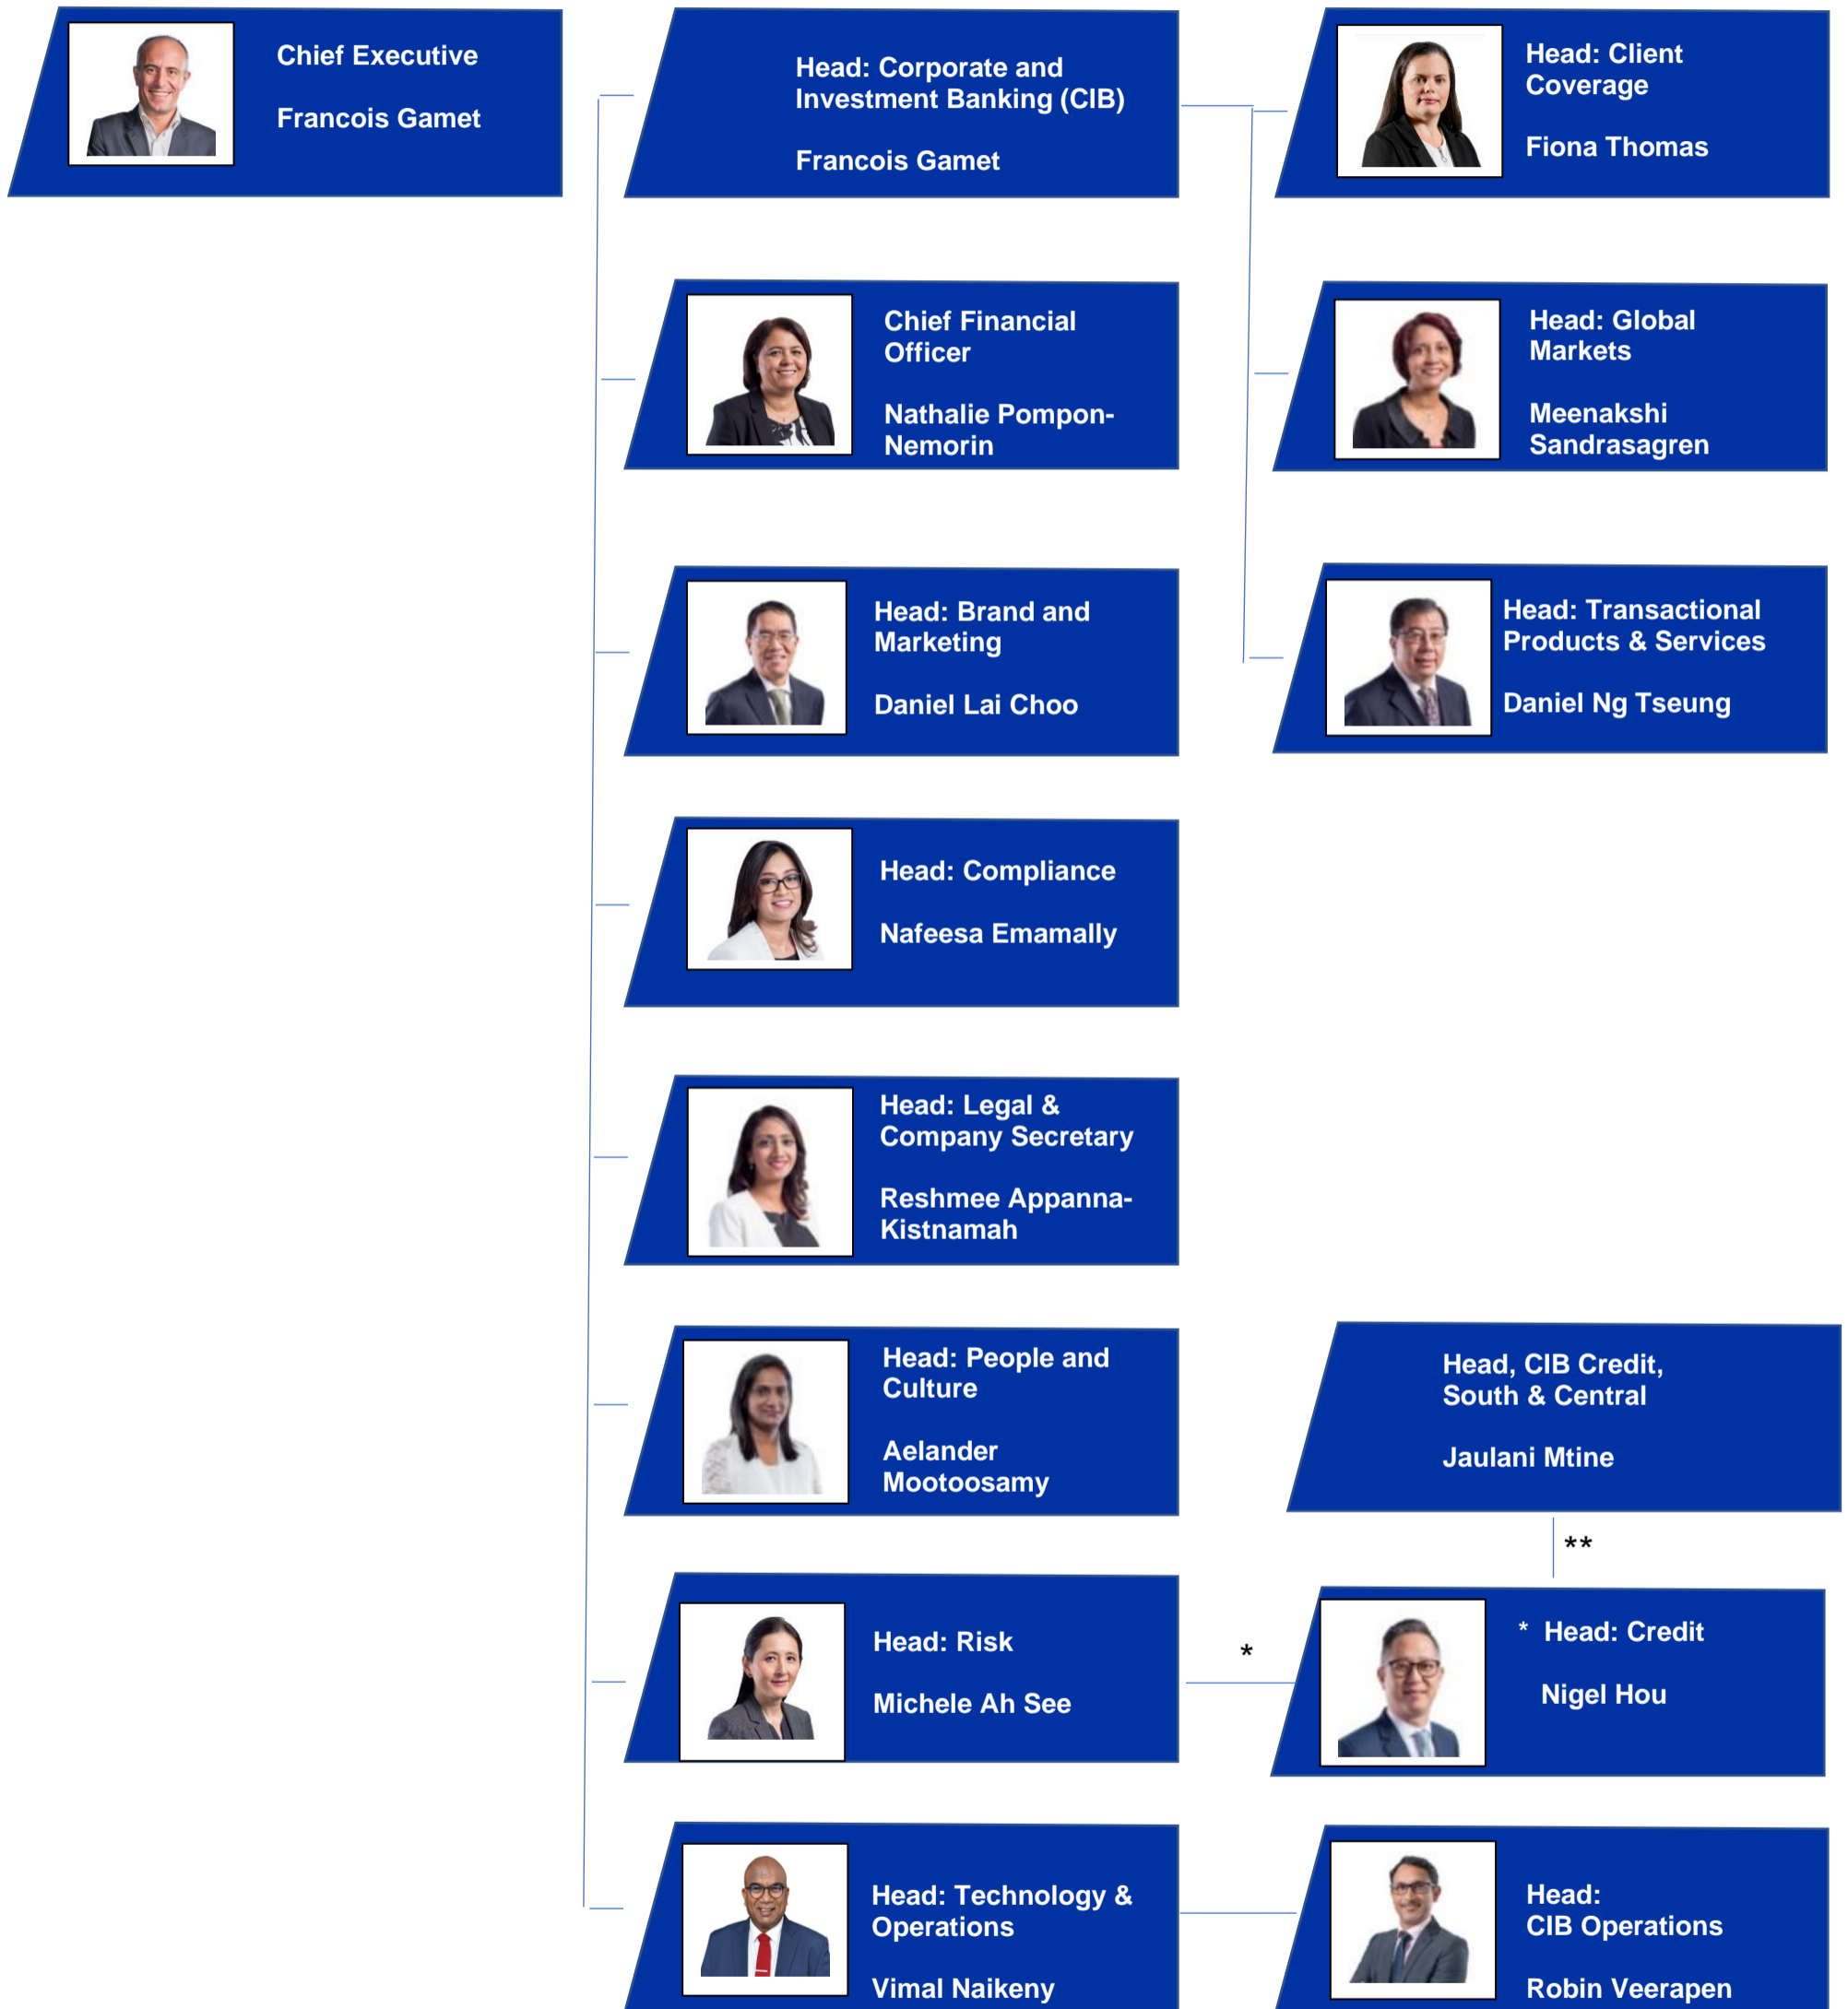 Chief Executive
Francois Gamet
Head: Corporate and
Investment Banking (CIB)
Francois Gamet
Head: Client
Coverage
Fiona Thomas
Chief Financial
Officer
Nathalie Pompon-
Nemorin
Head: Global
Markets
Meenakshi
Sandrasagren
Head: Brand and
Marketing
Daniel Lai Choo
Head: Transactional
Products & Services
Daniel Ng Tseung
Head: Compliance
Nafeesa Emamally
Head: Legal &
Company Secretary
Reshmee Appanna-
Kistnamah
Head: People and
Culture
Aelander
Mootoosamy
Head, CIB Credit,
South & Central
Jaulani Mtine
**
Head: Risk
Michele Ah See
*
* Head: Credit
Nigel Hou
Head: Technology &
Operations
Vimal Naikeny
Head:
CIB Operations
Robin Veerapen